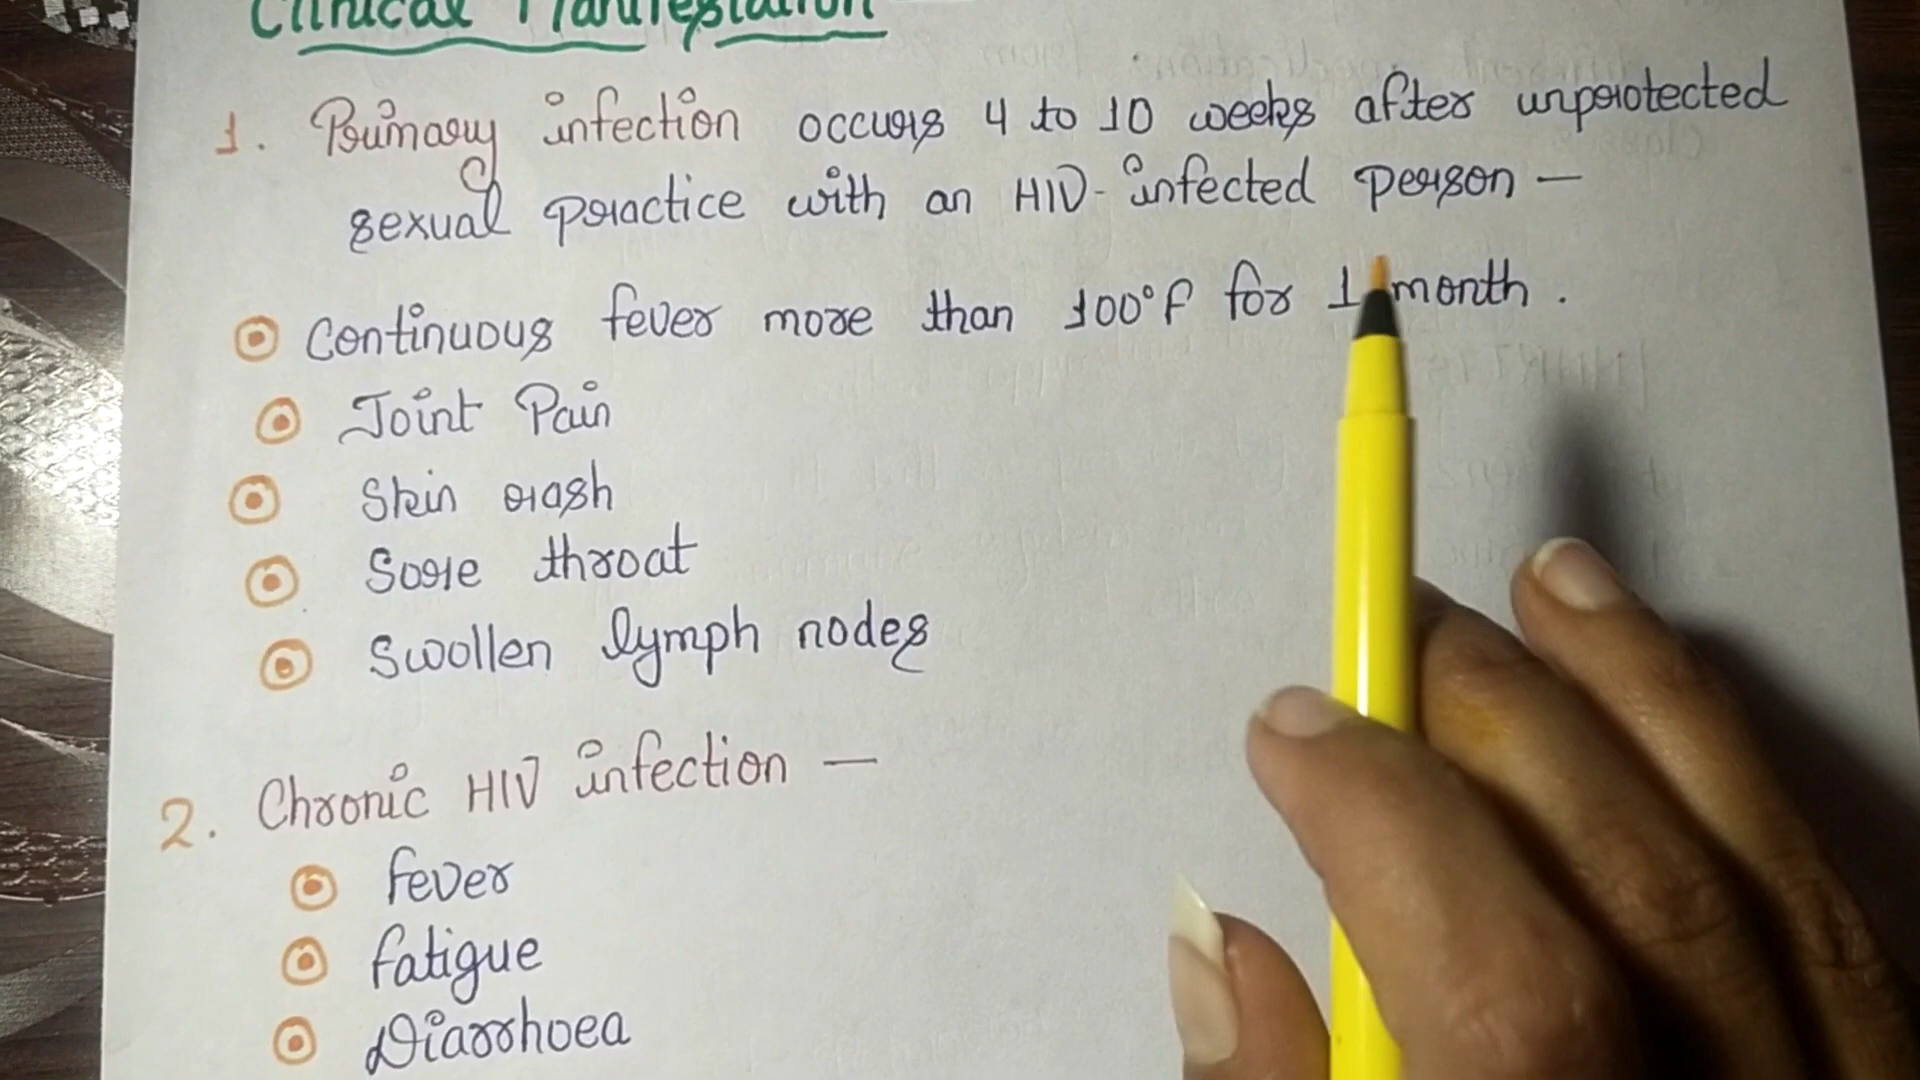 Clinical Manifestation
1. Primary infection occurs 4 to 10 weeks after unprotected
sexual practice with an HIV-infected person —
Continuous fever more than 100°F for 1 month.
Joint Pain
Skin rash
Sore throat
Swollen lymph nodes
2. Chronic HIV infection —
fever
fatigue
Diarrhoea